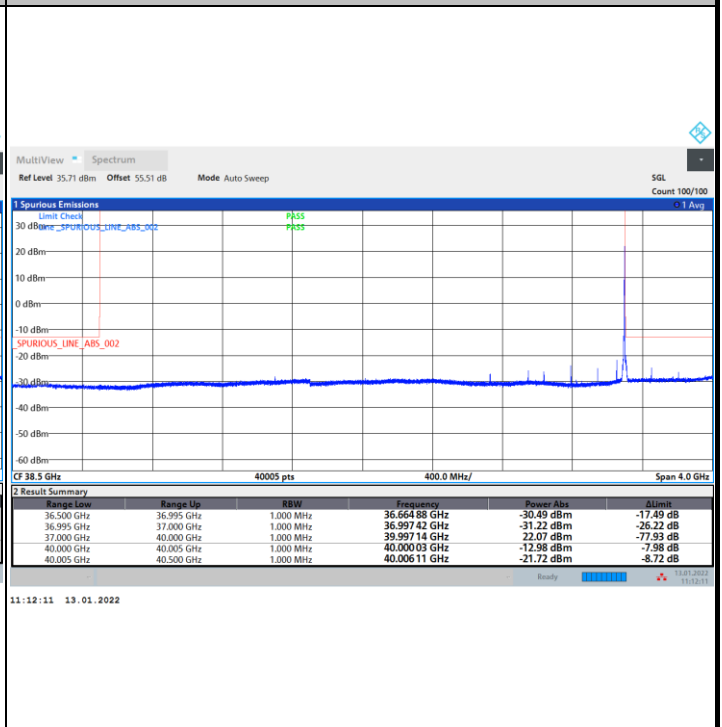 MultiView Spectrum
Ref Level 35.71 dBm Offset 55.51 dB Mode Auto Sweep SGL
Count 100/100
1 Spurious Emissions 1 Avg
Limit Check PASS
30 dBm Line _SPURIOUS_LINE_ABS_002 PASS
20 dBm
10 dBm
0 dBm
-10 dBm
_SPURIOUS_LINE_ABS_002
-20 dBm
-30 dBm
-40 dBm
-50 dBm
-60 dBm
CF 38.5 GHz 40005 pts 400.0 MHz/ Span 4.0 GHz
2 Result Summary
Range Low Range Up RBW Frequency Power Abs ΔLimit
36.500 GHz 36.995 GHz 1.000 MHz 36.664 88 GHz -30.49 dBm -17.49 dB
36.995 GHz 37.000 GHz 1.000 MHz 36.997 42 GHz -31.22 dBm -26.22 dB
37.000 GHz 40.000 GHz 1.000 MHz 39.997 14 GHz 22.07 dBm -77.93 dB
40.000 GHz 40.005 GHz 1.000 MHz 40.000 03 GHz -12.98 dBm -7.98 dB
40.005 GHz 40.500 GHz 1.000 MHz 40.006 11 GHz -21.72 dBm -8.72 dB
Ready 13.01.2022
11:12:11
11:12:11 13.01.2022